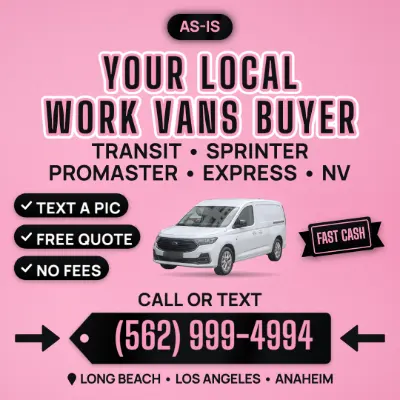 AS-IS
YOUR LOCAL
WORK VANS BUYER
TRANSIT • SPRINTER
PROMASTER • EXPRESS • NV
✓ TEXT A PIC
✓ FREE QUOTE
✓ NO FEES
FAST CASH
CALL OR TEXT
(562) 999-4994
LONG BEACH • LOS ANGELES • ANAHEIM